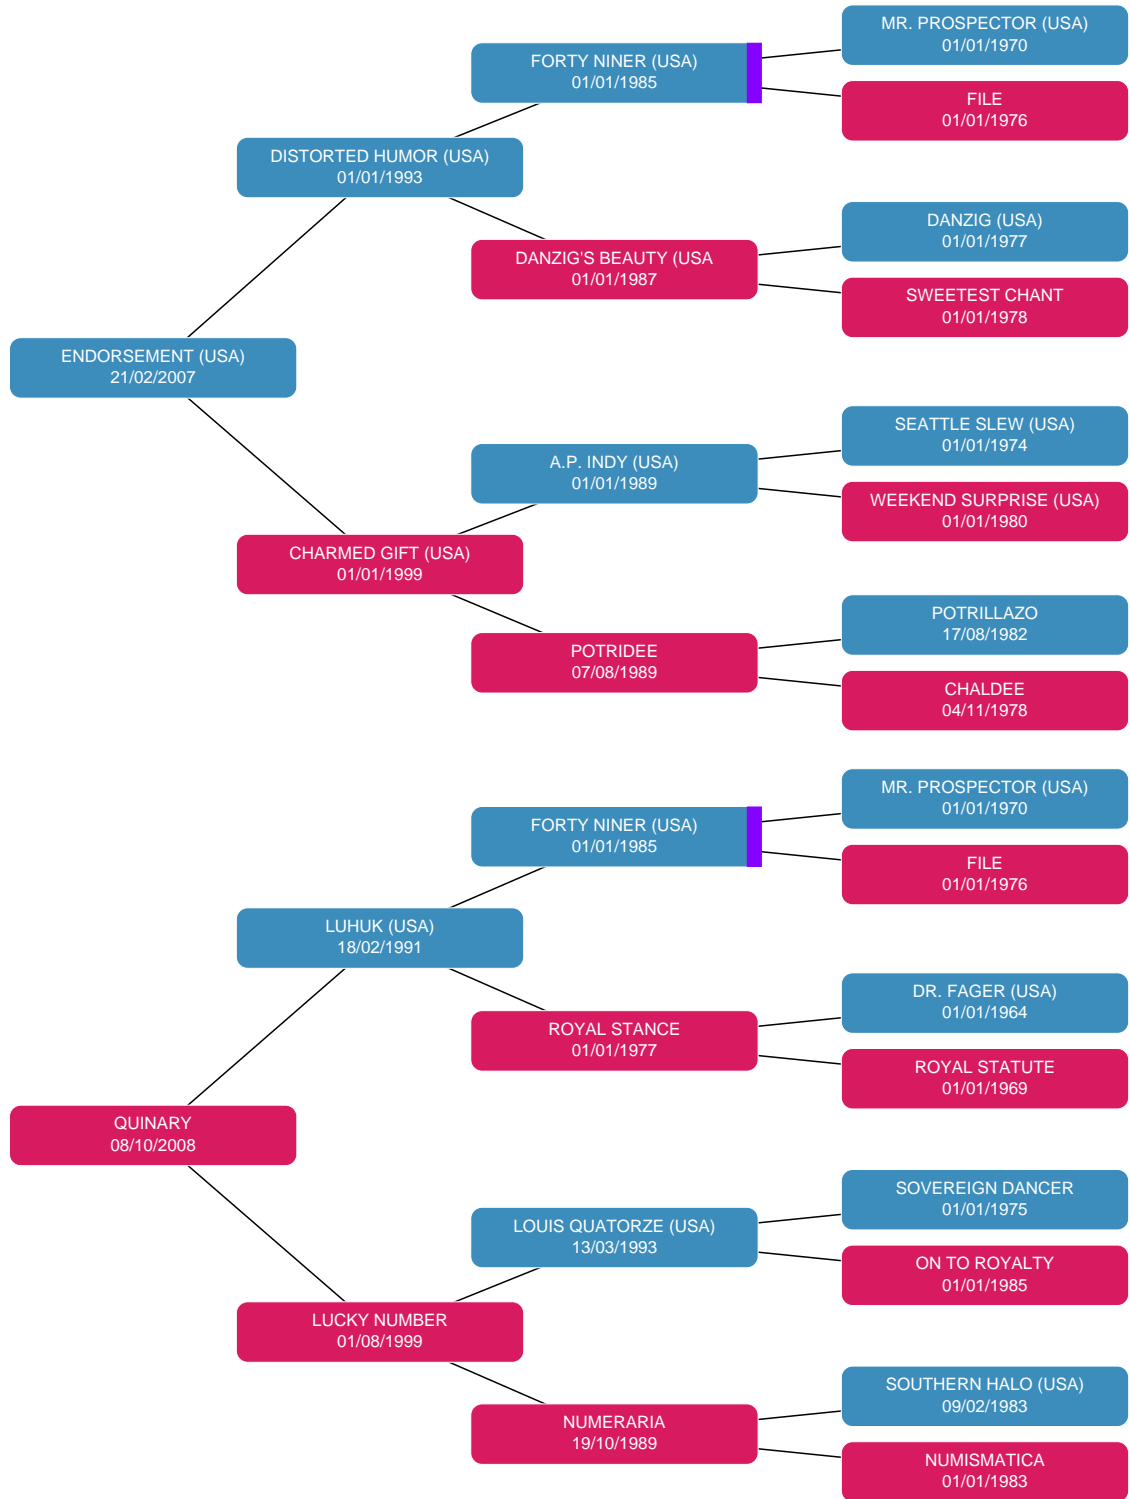 MR. PROSPECTOR (USA)
01/01/1970
FORTY NINER (USA)
01/01/1985
FILE
01/01/1976
DISTORTED HUMOR (USA)
01/01/1993
DANZIG (USA)
01/01/1977
DANZIG'S BEAUTY (USA
01/01/1987
SWEETEST CHANT
01/01/1978
ENDORSEMENT (USA)
21/02/2007
SEATTLE SLEW (USA)
01/01/1974
A.P. INDY (USA)
01/01/1989
WEEKEND SURPRISE (USA)
01/01/1980
CHARMED GIFT (USA)
01/01/1999
POTRILLAZO
17/08/1982
POTRIDEE
07/08/1989
CHALDEE
04/11/1978
MR. PROSPECTOR (USA)
01/01/1970
FORTY NINER (USA)
01/01/1985
FILE
01/01/1976
LUHUK (USA)
18/02/1991
DR. FAGER (USA)
01/01/1964
ROYAL STANCE
01/01/1977
ROYAL STATUTE
01/01/1969
QUINARY
08/10/2008
SOVEREIGN DANCER
01/01/1975
LOUIS QUATORZE (USA)
13/03/1993
ON TO ROYALTY
01/01/1985
LUCKY NUMBER
01/08/1999
SOUTHERN HALO (USA)
09/02/1983
NUMERARIA
19/10/1989
NUMISMATICA
01/01/1983